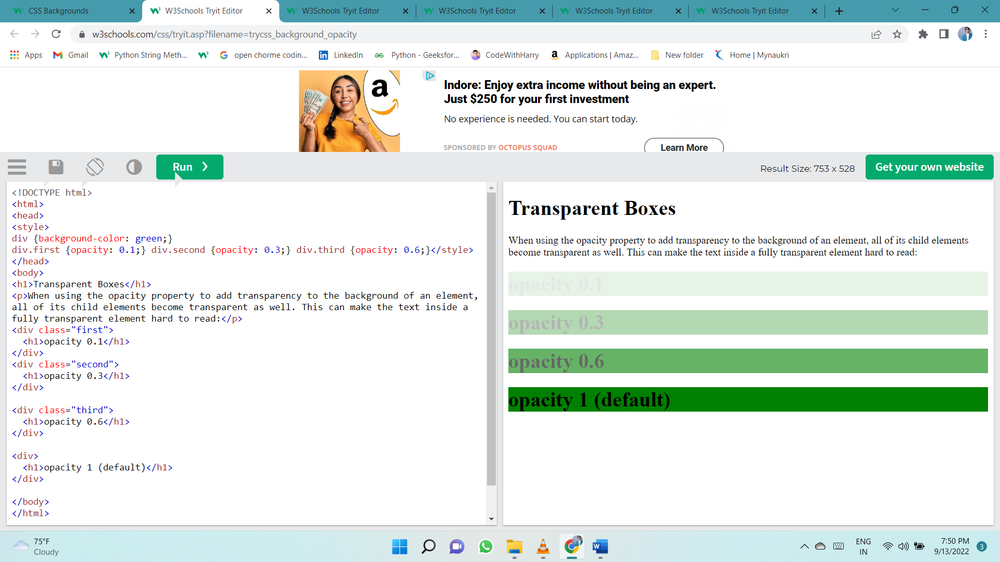 CSS Backgrounds
W3Schools Tryit Editor
W3Schools Tryit Editor
W3Schools Tryit Editor
W3Schools Tryit Editor
W3Schools Tryit Editor
w3schools.com/css/tryit.asp?filename=trycss_background_opacity
Apps
Gmail
Python String Meth...
open chorme codin...
LinkedIn
Python - Geeksfor...
CodeWithHarry
Applications | Amaz...
New folder
Home | Mynaukri
Indore: Enjoy extra income without being an expert.
Just $250 for your first investment
No experience is needed. You can start today.
SPONSORED BY OCTOPUS SQUAD
Learn More
Run ❯
Result Size: 753 x 528
Get your own website
<!DOCTYPE html>
<html>
<head>
<style>
div {background-color: green;}
div.first {opacity: 0.1;} div.second {opacity: 0.3;} div.third {opacity: 0.6;}</style>
</head>
<body>
<h1>Transparent Boxes</h1>
<p>When using the opacity property to add transparency to the background of an element,
all of its child elements become transparent as well. This can make the text inside a
fully transparent element hard to read:</p>
<div class="first">
  <h1>opacity 0.1</h1>
</div>
<div class="second">
  <h1>opacity 0.3</h1>
</div>
<div class="third">
  <h1>opacity 0.6</h1>
</div>
<div>
  <h1>opacity 1 (default)</h1>
</div>
</body>
</html>
Transparent Boxes
When using the opacity property to add transparency to the background of an element, all of its child elements
become transparent as well. This can make the text inside a fully transparent element hard to read:
opacity 0.1
opacity 0.3
opacity 0.6
opacity 1 (default)
75°F
Cloudy
ENG
IN
7:50 PM
9/13/2022
3